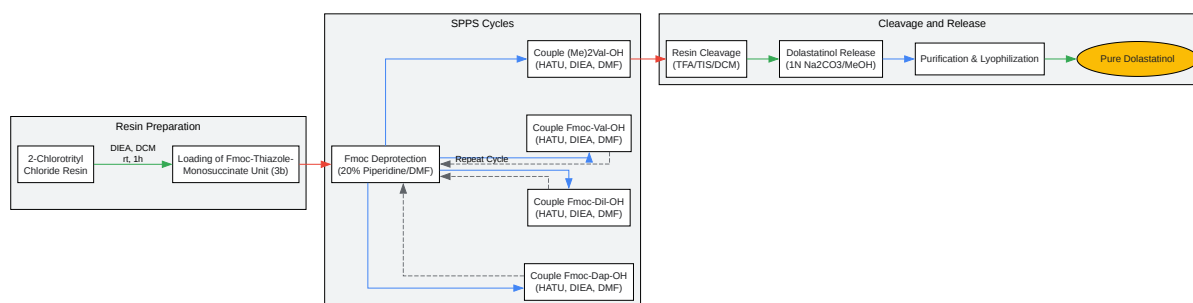 Resin Preparation
2-Chlorotrityl
Chloride Resin
DIEA, DCM
rt, 1h
Loading of Fmoc-Thiazole-
Monosuccinate Unit (3b)
SPPS Cycles
Fmoc Deprotection
(20% Piperidine/DMF)
Repeat Cycle
Couple (Me)2Val-OH
(HATU, DIEA, DMF)
Couple Fmoc-Val-OH
(HATU, DIEA, DMF)
Couple Fmoc-Dil-OH
(HATU, DIEA, DMF)
Couple Fmoc-Dap-OH
(HATU, DIEA, DMF)
Cleavage and Release
Resin Cleavage
(TFA/TIS/DCM)
Dolastatinol Release
(1N Na2CO3/MeOH)
Purification & Lyophilization
Pure Dolastatinol